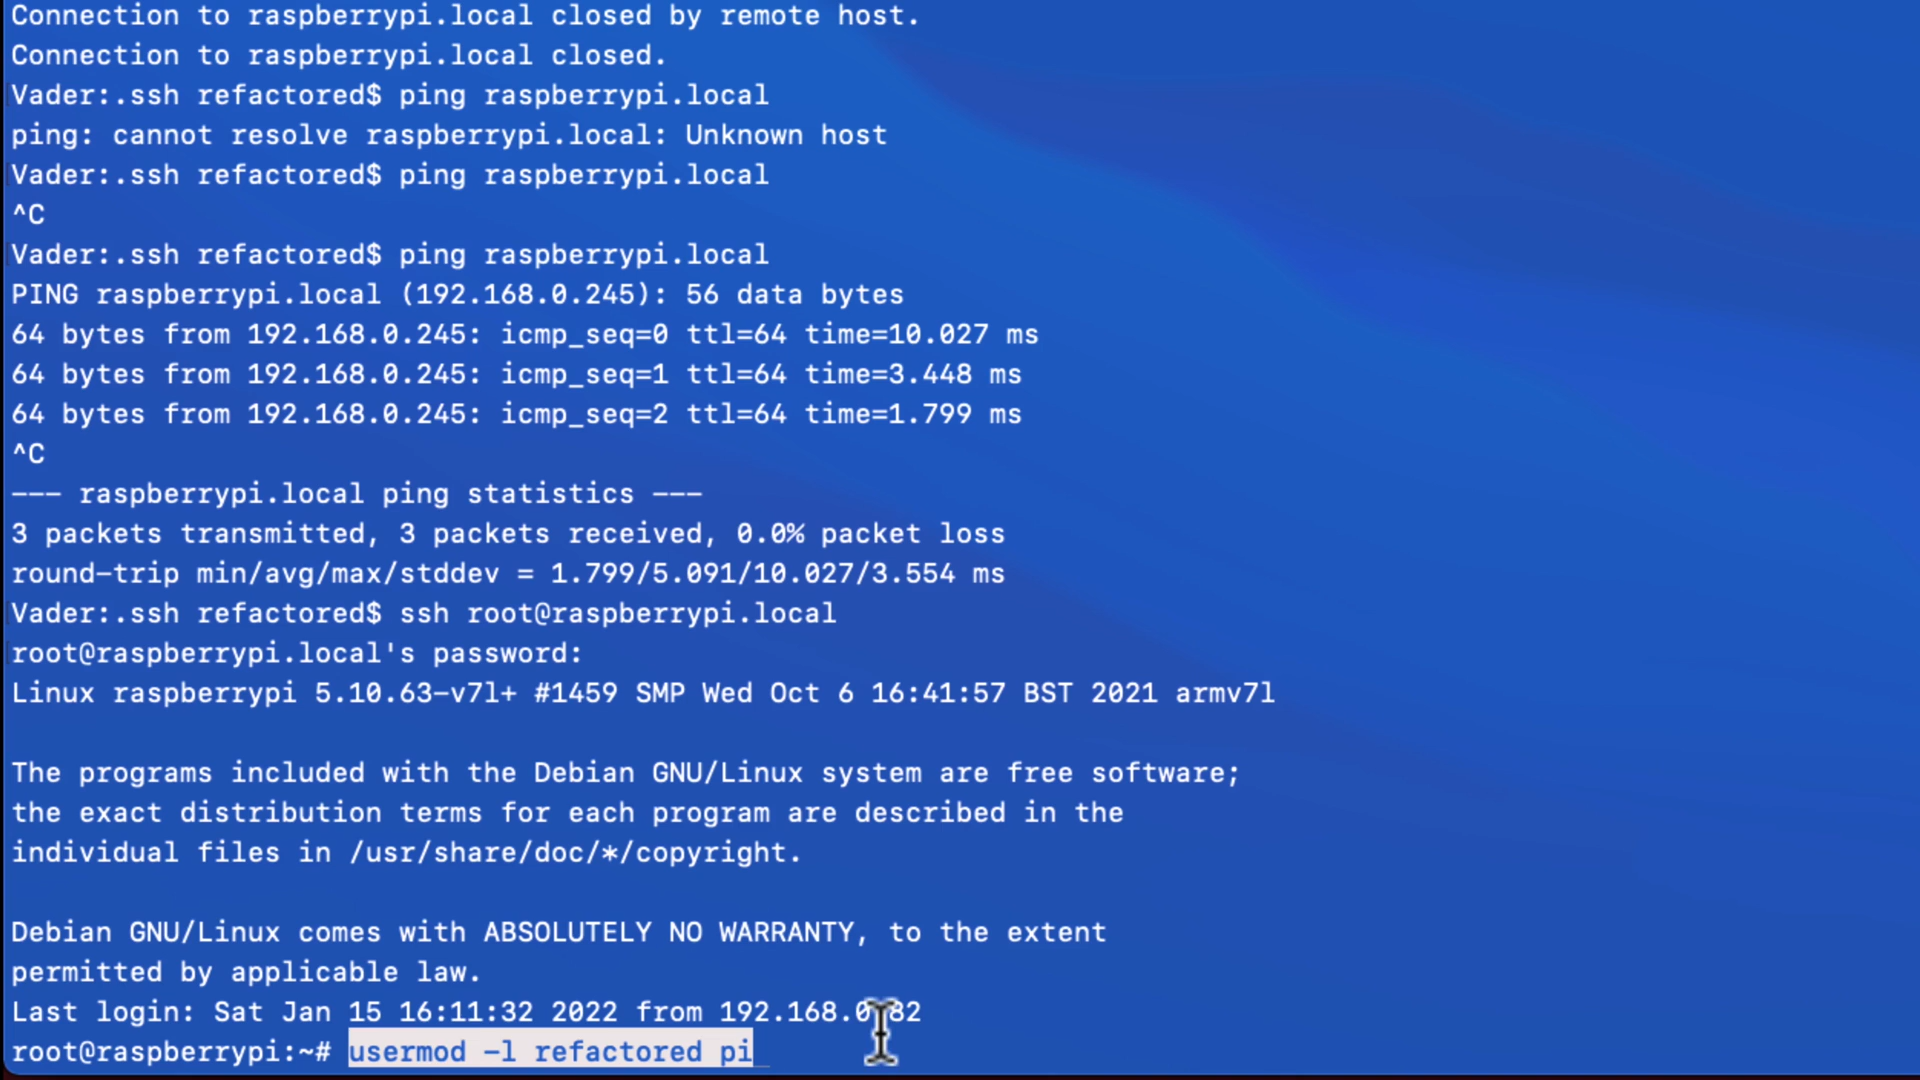 Connection to raspberrypi.local closed by remote host.
Connection to raspberrypi.local closed.
Vader:.ssh refactored$ ping raspberrypi.local
ping: cannot resolve raspberrypi.local: Unknown host
Vader:.ssh refactored$ ping raspberrypi.local
^C
Vader:.ssh refactored$ ping raspberrypi.local
PING raspberrypi.local (192.168.0.245): 56 data bytes
64 bytes from 192.168.0.245: icmp_seq=0 ttl=64 time=10.027 ms
64 bytes from 192.168.0.245: icmp_seq=1 ttl=64 time=3.448 ms
64 bytes from 192.168.0.245: icmp_seq=2 ttl=64 time=1.799 ms
^C
--- raspberrypi.local ping statistics ---
3 packets transmitted, 3 packets received, 0.0% packet loss
round-trip min/avg/max/stddev = 1.799/5.091/10.027/3.554 ms
Vader:.ssh refactored$ ssh root@raspberrypi.local
root@raspberrypi.local's password:
Linux raspberrypi 5.10.63-v7l+ #1459 SMP Wed Oct 6 16:41:57 BST 2021 armv7l
The programs included with the Debian GNU/Linux system are free software;
the exact distribution terms for each program are described in the
individual files in /usr/share/doc/*/copyright.
Debian GNU/Linux comes with ABSOLUTELY NO WARRANTY, to the extent
permitted by applicable law.
Last login: Sat Jan 15 16:11:32 2022 from
root@raspberrypi:~# usermod -l refactored pi